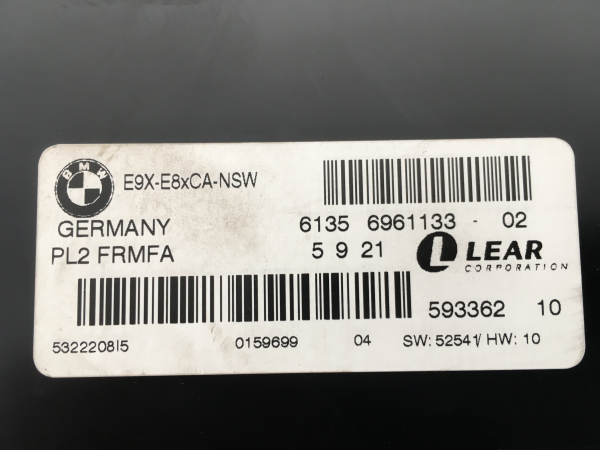 BMW
E9X-E8xCA-NSW
GERMANY
6135 6961133 - 02
PL2 FRMFA
5 9 21
LEAR
CORPORATION
593362 10
532220815
0159699
04
SW: 52541/ HW: 10